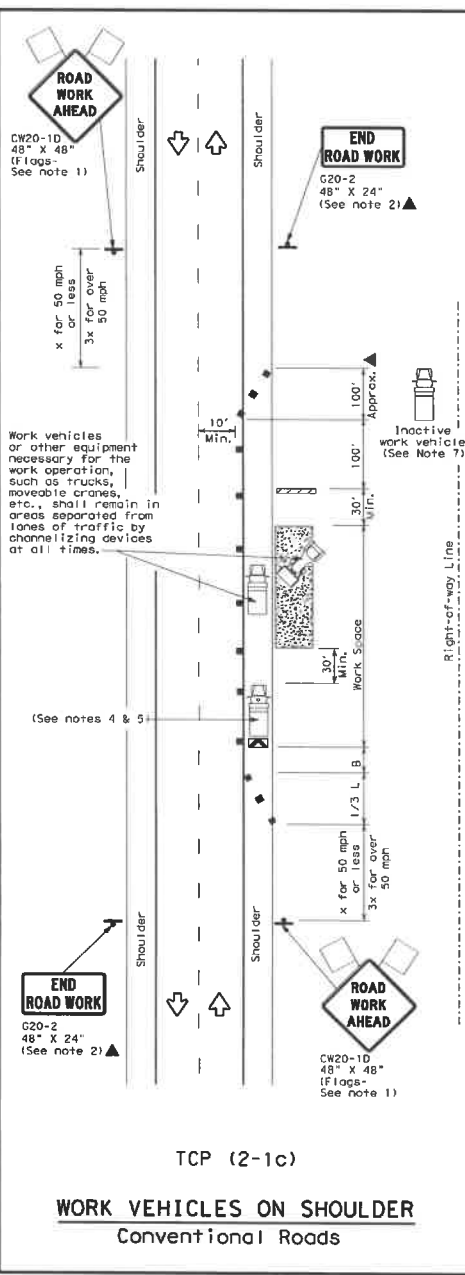 ROAD
WORK
AHEAD
CW20-1D
48" X 48"
(Flags-
See note 1)
Shoulder
Shoulder
END
ROAD WORK
G20-2
48" X 24"
(See note 2)▲
x for 50 mph
or less
3x for over
50 mph
100'
Approx.
Inactive
work vehicle
(See Note 7)
10'
Min.
100'
30'
Min.
Work vehicles
or other equipment
necessary for the
work operation,
such as trucks,
moveable cranes,
etc., shall remain in
areas separated from
lanes of traffic by
channelizing devices
at all times.
Right-of-way Line
Work Space
30'
Min.
(See notes 4 & 5
B
1/3 L
x for 50 mph
or less
3x for over
50 mph
Shoulder
Shoulder
END
ROAD WORK
G20-2
48" X 24"
(See note 2)▲
ROAD
WORK
AHEAD
CW20-1D
48" X 48"
(Flags-
See note 1)
TCP (2-1c)
WORK VEHICLES ON SHOULDER
Conventional Roads